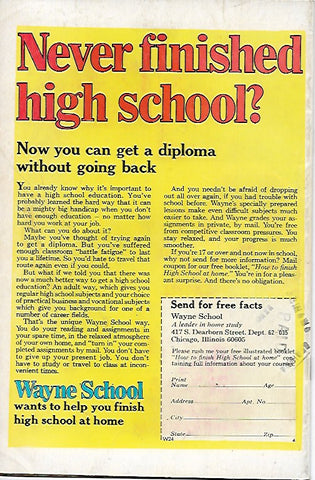 Never finished
high school?
Now you can get a diploma
without going back
You already know why it's important to
have a high school education. You've
probably learned the hard way that it can
be a mighty big handicap when you don't
have enough education – no matter how
hard you work at your job.
What can you do about it?
Maybe you've thought of trying again
to get a diploma. But you've suffered
enough classroom "battle fatigue" to last
you a lifetime. So you'd hate to travel that
route again even if you could.
But what if we told you that there was
now a much better way to get a high school
education? An adult way, which gives you
regular high school subjects and your choice
of practical business and vocational subjects
which give you background for one of a
number of career fields.
That's the unique Wayne School way.
You do your reading and assignments in
your spare time, in the relaxed atmosphere
of your own home, and "turn in" your com-
pleted assignments by mail. You don't have
to give up your present job. You don't
have to study or travel to class at incon-
venient times.
Wayne School
wants to help you finish
high school at home
And you needn't be afraid of dropping
out all over again, if you had trouble with
school before. Wayne's specially prepared
lessons make even difficult subjects much
easier to take. And Wayne grades your as-
signments in private, by mail. You're free
from competitive classroom pressures. You
stay relaxed, and your progress is much
smoother.
If you're 17 or over and not now in school,
why not send for more information? Mail
coupon for our free booklet, "How to finish
High School at home." You're in for a pleas-
ant surprise. And there's no obligation.
Send for free facts
Wayne School
A leader in home study
417 S. Dearborn Street, Dept. 62-015
Chicago, Illinois 60605
Please rush me your free illustrated booklet
"How to finish High School at home" con-
taining full information about your courses.
Print
Name Age
Address Apt. No.
City
State Zip
W24